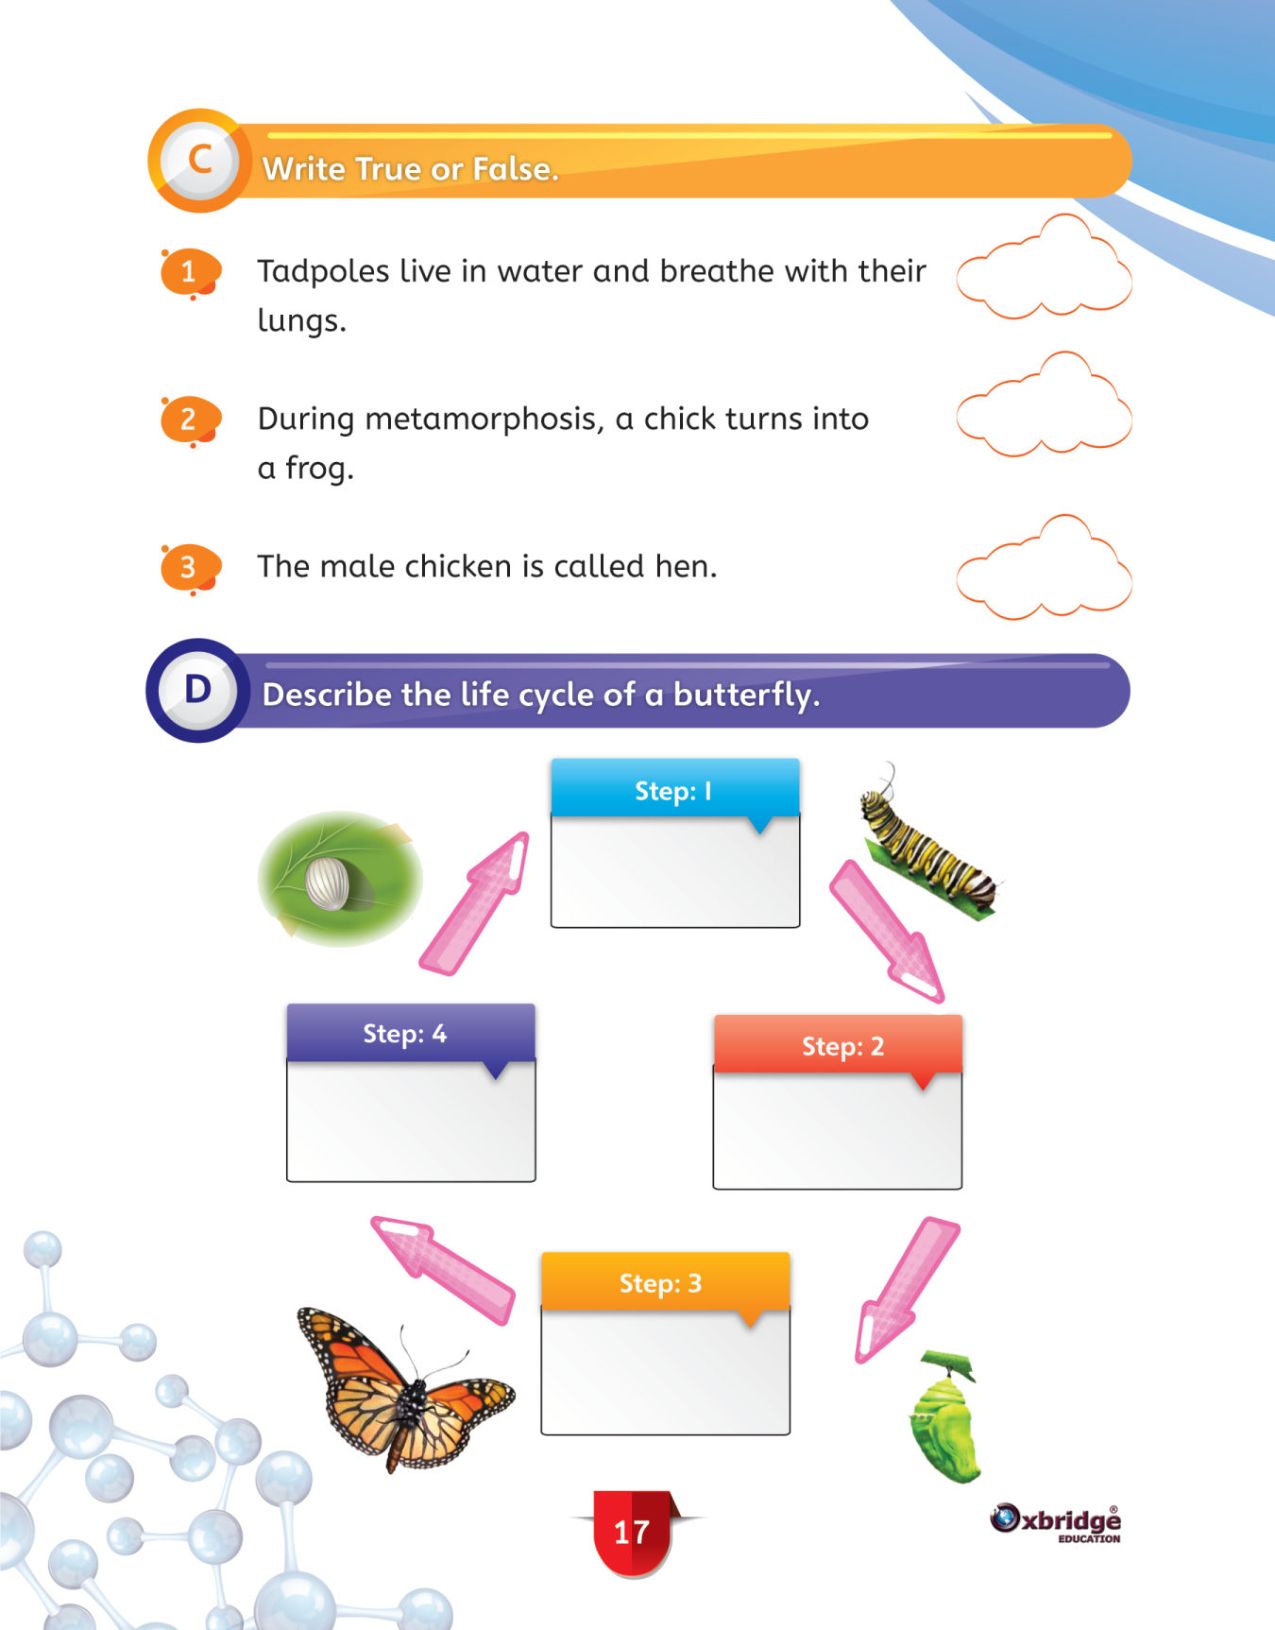 C
Write True or False.
1
Tadpoles live in water and breathe with their
lungs.
2
During metamorphosis, a chick turns into
a frog.
3
The male chicken is called hen.
D
Describe the life cycle of a butterfly.
Step: 1
Step: 4
Step: 2
Step: 3
17
Oxbridge®
EDUCATION